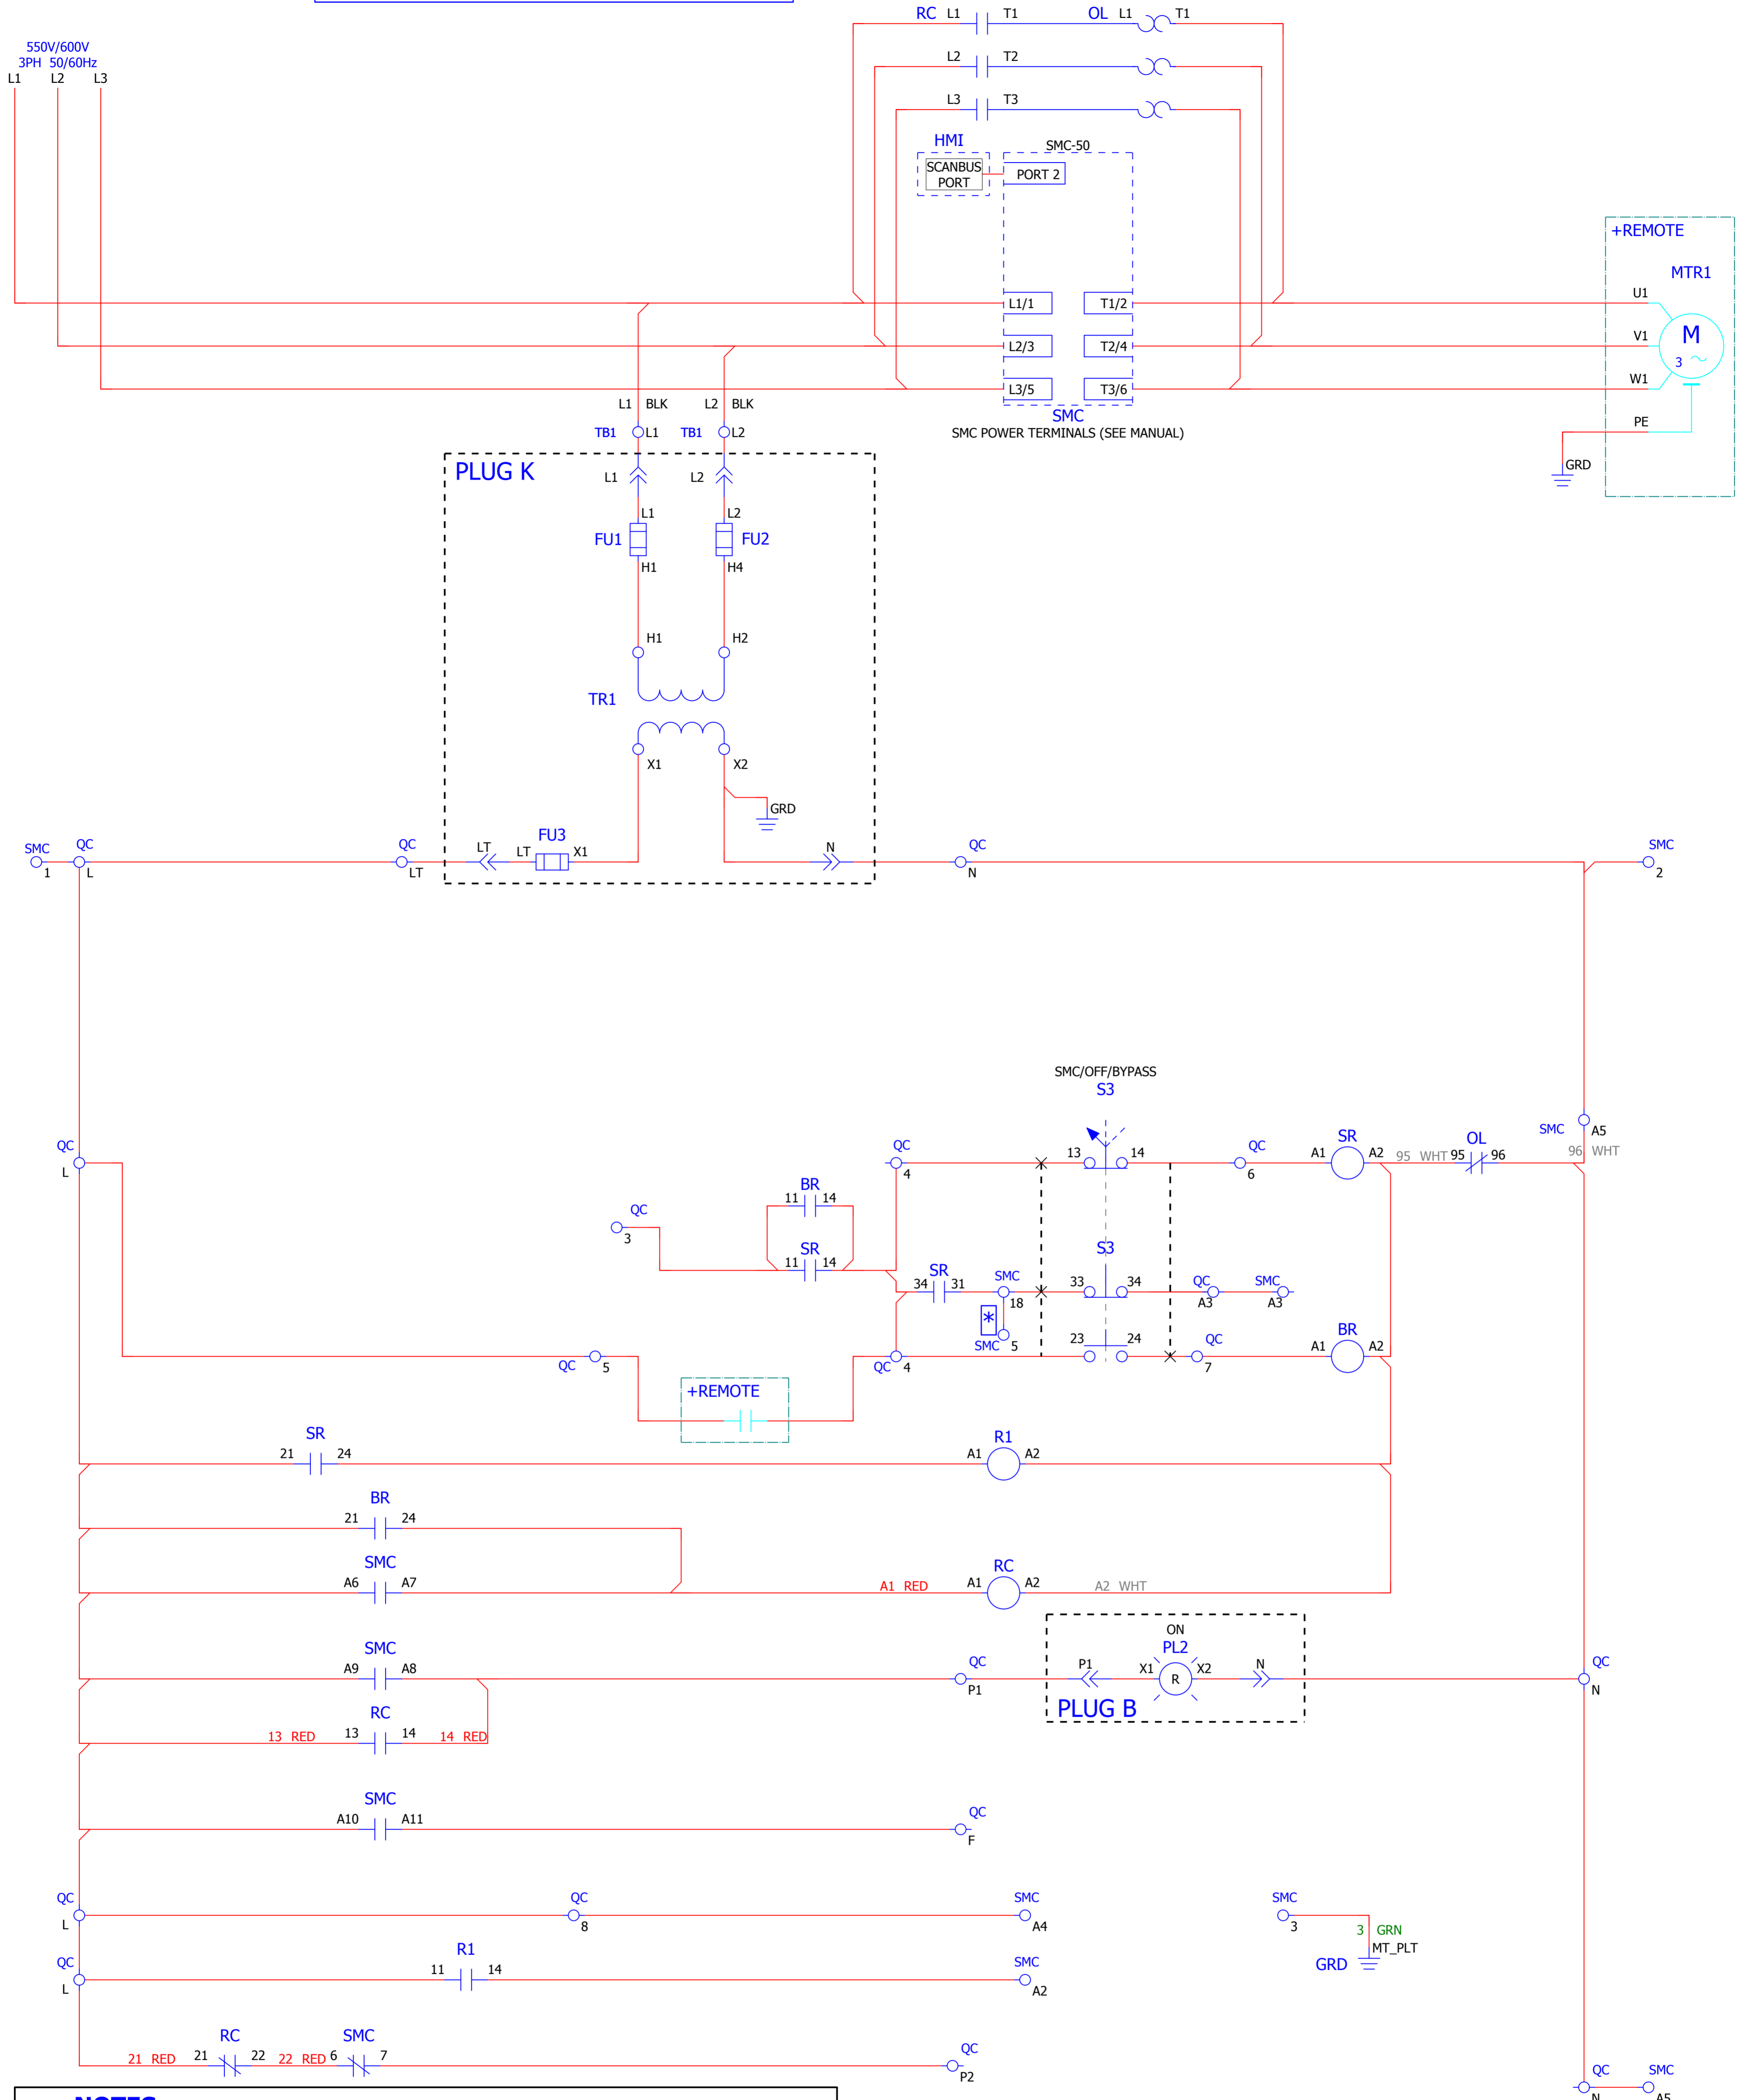 RC L1 T1 OL L1 T1
550V/600V
3PH 50/60Hz
L1 L2 L3
L2 T2
L3 T3
HMI
SMC-50
SCANBUS
PORT
PORT 2
+REMOTE
MTR1
L1/1 T1/2 U1
L2/3 T2/4 V1 M
3
L3/5 T3/6 W1
L1 BLK L2 BLK
SMC
TB1 L1 TB1 L2
SMC POWER TERMINALS (SEE MANUAL)
PE
GRD
PLUG K
L1 L2
L1 L2
FU1 FU2
H1 H4
H1 H2
TR1
X1 X2
GRD
SMC QC QC FU3 QC SMC
LT LT X1 N
1 L LT N 2
SMC/OFF/BYPASS
S3
SMC A5
QC QC 13 14 QC SR OL
L 4 6 A1 A2 95 WHT 95 96 96 WHT
BR
11 14
QC
3
SR S3
11 14
SR SMC QC SMC
34 31 18 33 34 A3 A3
*
SMC 5 23 24 QC BR
QC 5 QC 4 7 A1 A2
+REMOTE
SR R1
21 24 A1 A2
BR
21 24
SMC RC
A6 A7 A1 RED A1 A2 A2 WHT
ON
SMC PL2
A9 A8 QC P1 X1 R X2 N QC
P1 N
RC PLUG B
13 RED 13 14 14 RED
SMC
A10 A11 QC
F
QC QC SMC SMC
L 8 A4 3
3 GRN
MT_PLT
GRD
QC R1 SMC
L 11 14 A2
RC SMC
21 RED 21 22 22 RED 6 7 QC
P2
QC SMC
N A5
NOTES